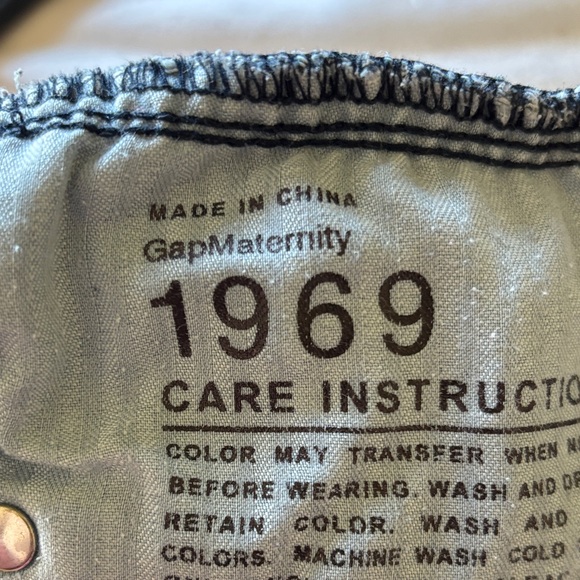 MADE IN CHINA
GapMaternity
1969
CARE INSTRUCTIO
COLOR MAY TRANSFER WHEN
BEFORE WEARING. WASH AND
RETAIN COLOR. WASH AND
COLORS. MACHINE WASH COLD